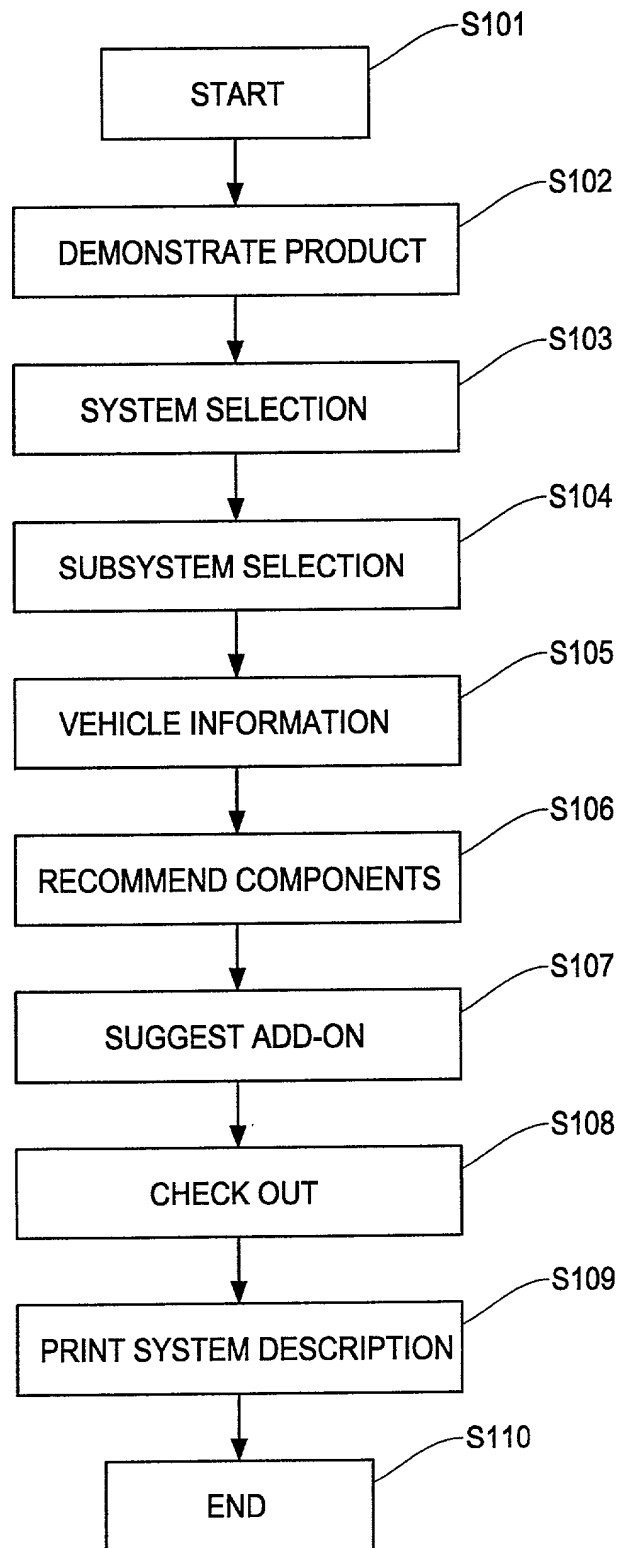 S101
START
S102
DEMONSTRATE PRODUCT
S103
SYSTEM SELECTION
S104
SUBSYSTEM SELECTION
S105
VEHICLE INFORMATION
S106
RECOMMEND COMPONENTS
S107
SUGGEST ADD-ON
S108
CHECK OUT
S109
PRINT SYSTEM DESCRIPTION
S110
END